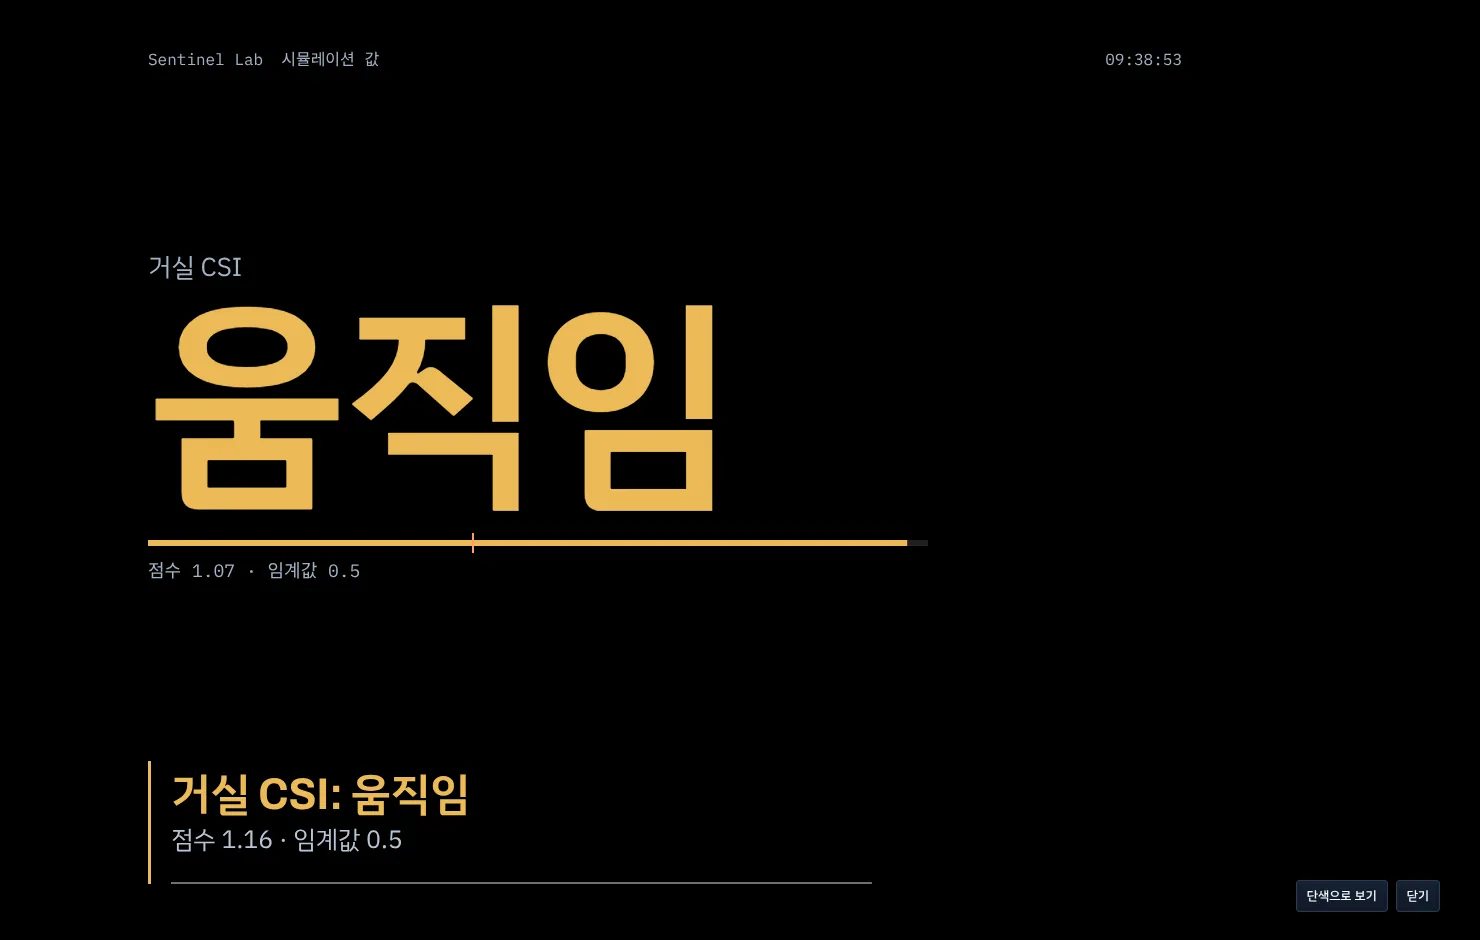 Sentinel Lab 시뮬레이션 값
09:38:53
거실 CSI
움직임
점수 1.07 · 임계값 0.5
거실 CSI: 움직임
점수 1.16 · 임계값 0.5
단색으로 보기
닫기